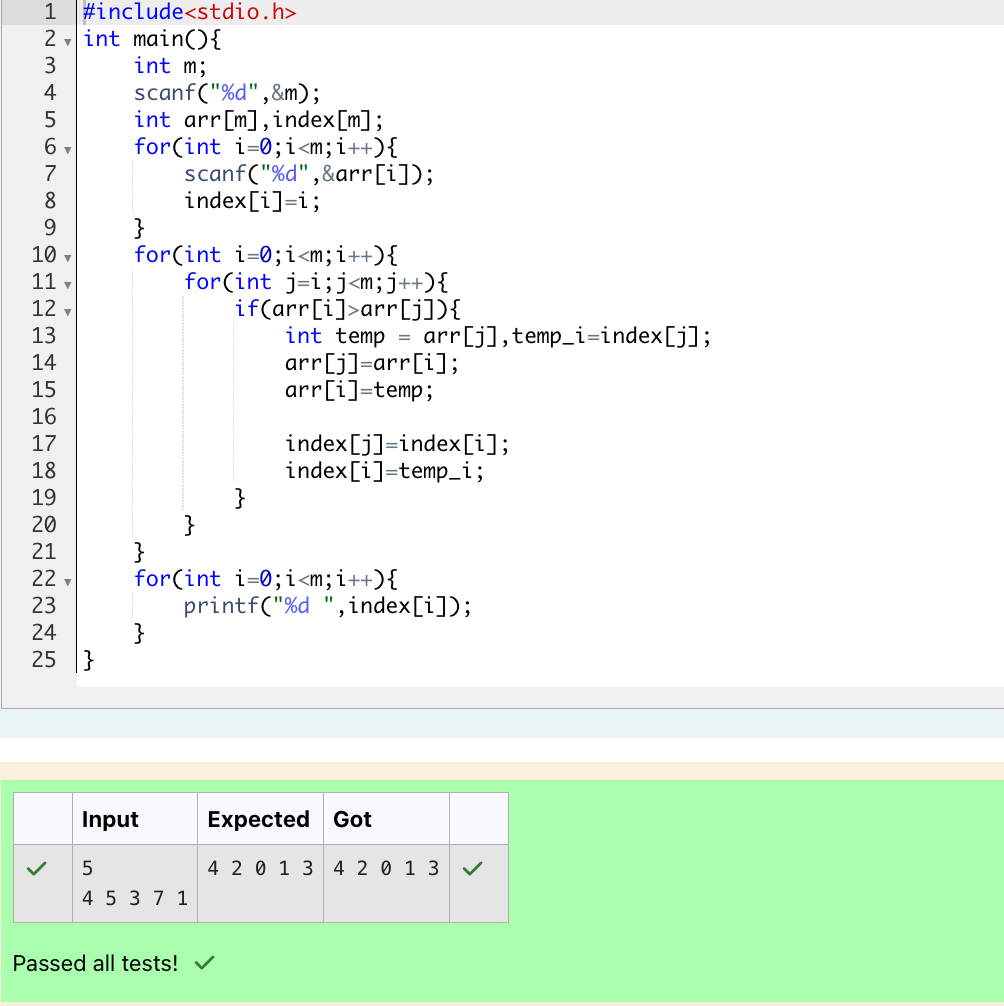 1 #include<stdio.h>
2 int main(){
3     int m;
4     scanf("%d",&m);
5     int arr[m],index[m];
6     for(int i=0;i<m;i++){
7         scanf("%d",&arr[i]);
8         index[i]=i;
9     }
10     for(int i=0;i<m;i++){
11         for(int j=i;j<m;j++){
12             if(arr[i]>arr[j]){
13                 int temp = arr[j],temp_i=index[j];
14                 arr[j]=arr[i];
15                 arr[i]=temp;
16
17                 index[j]=index[i];
18                 index[i]=temp_i;
19             }
20         }
21     }
22     for(int i=0;i<m;i++){
23         printf("%d ",index[i]);
24     }
25 }
Input Expected Got
5 4 2 0 1 3 4 2 0 1 3
4 5 3 7 1
Passed all tests!